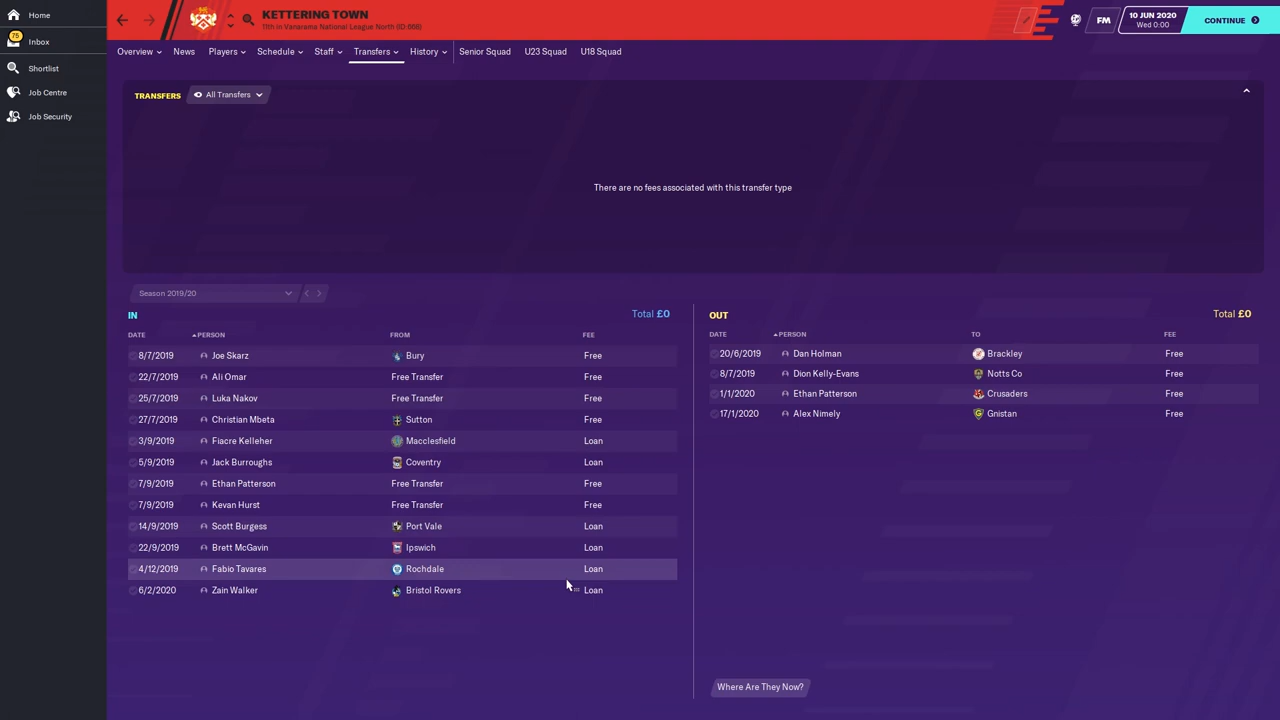 Home
75
Inbox
Shortlist
Job Centre
Job Security
KETTERING TOWN
11th in Vanarama National League North (ID:868)
FM
10 JUN 2020
Wed 0:00
CONTINUE
Overview
News
Players
Schedule
Staff
Transfers
History
Senior Squad
U23 Squad
U18 Squad
TRANSFERS
All Transfers
There are no fees associated with this transfer type
Season 2019/20
IN
Total £0
DATE PERSON FROM FEE
8/7/2019 Joe Skarz Bury Free
22/7/2019 Ali Omar Free Transfer Free
25/7/2019 Luka Nakov Free Transfer Free
27/7/2019 Christian Mbeta Sutton Free
3/9/2019 Fiacre Kelleher Macclesfield Loan
5/9/2019 Jack Burroughs Coventry Loan
7/9/2019 Ethan Patterson Free Transfer Free
7/9/2019 Kevan Hurst Free Transfer Free
14/9/2019 Scott Burgess Port Vale Loan
22/9/2019 Brett McGavin Ipswich Loan
4/12/2019 Fabio Tavares Rochdale Loan
6/2/2020 Zain Walker Bristol Rovers Loan
OUT
Total £0
DATE PERSON TO FEE
20/6/2019 Dan Holman Brackley Free
8/7/2019 Dion Kelly-Evans Notts Co Free
1/1/2020 Ethan Patterson Crusaders Free
17/1/2020 Alex Nimely Gnistan Free
Where Are They Now?